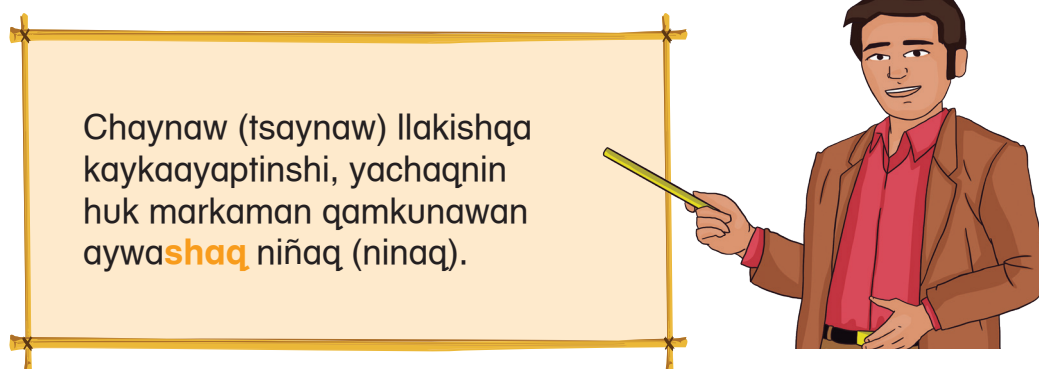 Chaynaw (tsaynaw) llakishqa
kaykaayaptinshi, yachaqnin
huk markaman qamkunawan
aywashaq niñaq (ninaq).